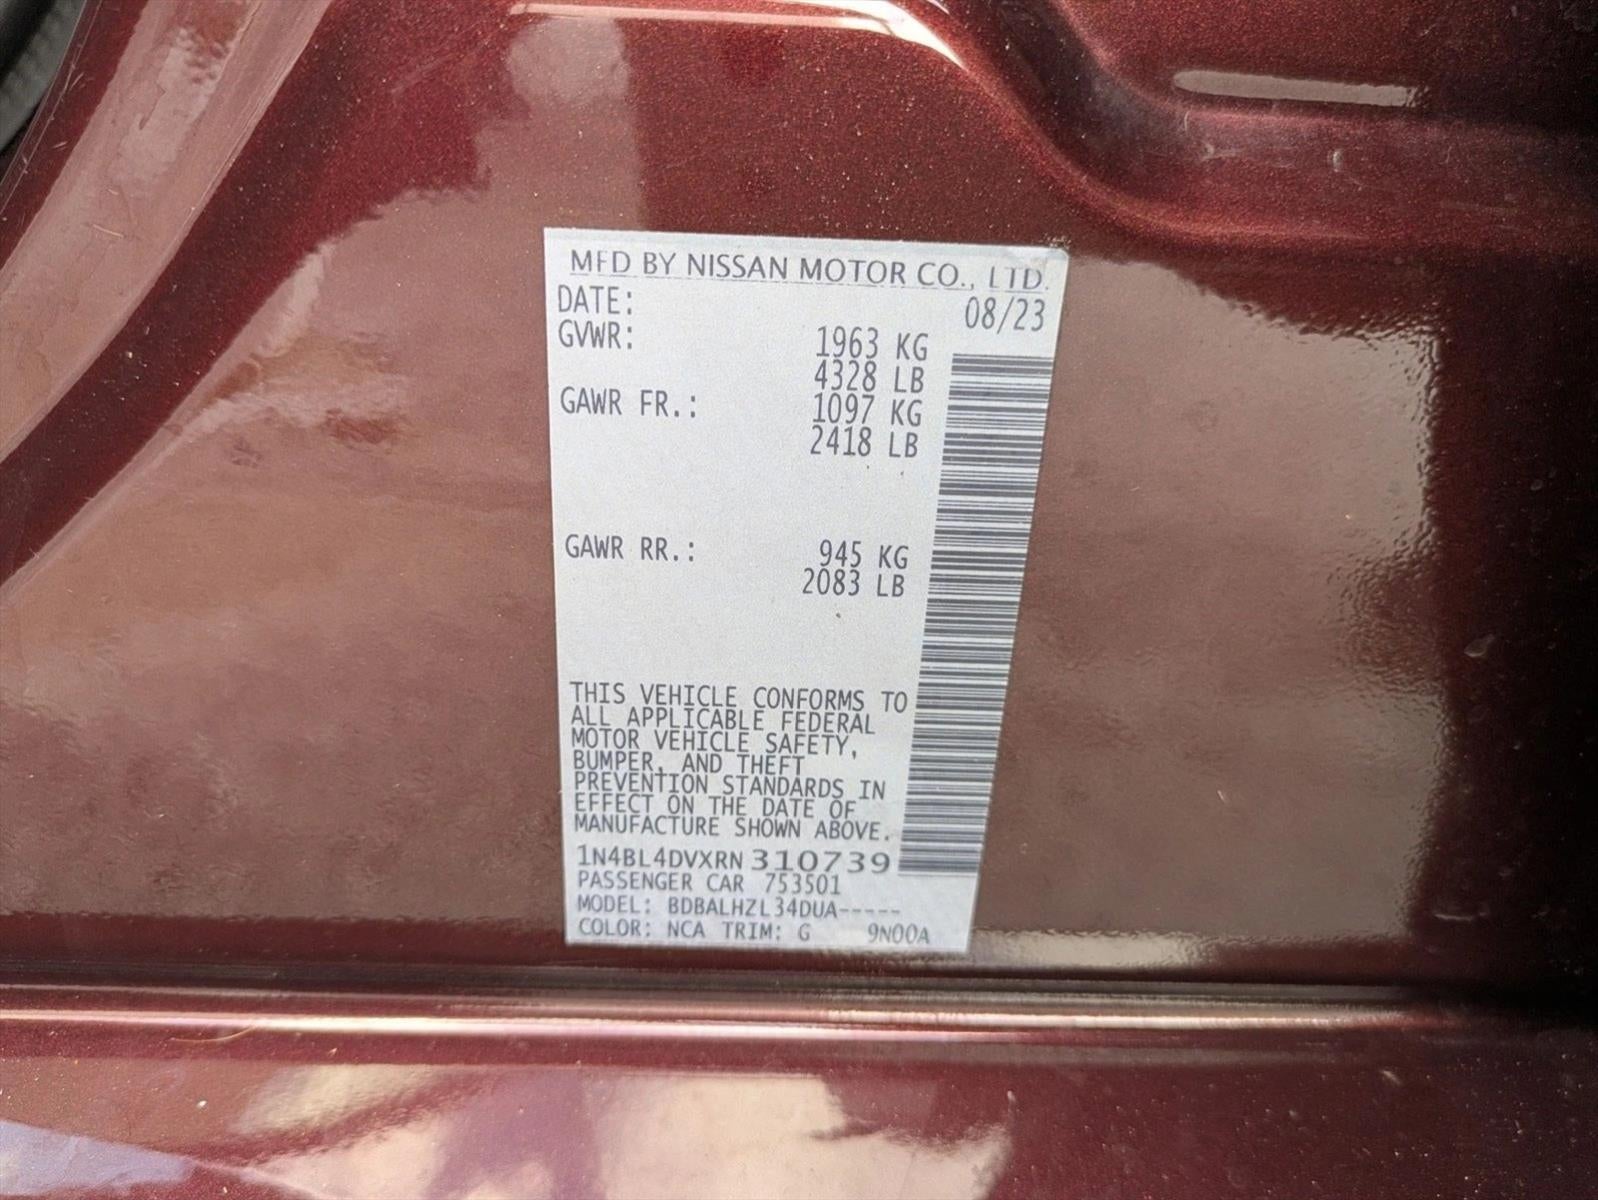 MFD BY NISSAN MOTOR CO., LTD.
DATE: 08/23
GVWR: 1963 KG
4328 LB
GAWR FR.: 1097 KG
2418 LB
GAWR RR.: 945 KG
2083 LB
THIS VEHICLE CONFORMS TO
ALL APPLICABLE FEDERAL
MOTOR VEHICLE SAFETY,
BUMPER, AND THEFT
PREVENTION STANDARDS IN
EFFECT ON THE DATE OF
MANUFACTURE SHOWN ABOVE.
1N4BL4DVXRN310739
PASSENGER CAR 753501
MODEL: BDBALHZL34DUA-----
COLOR: NCA TRIM: G 9N00A